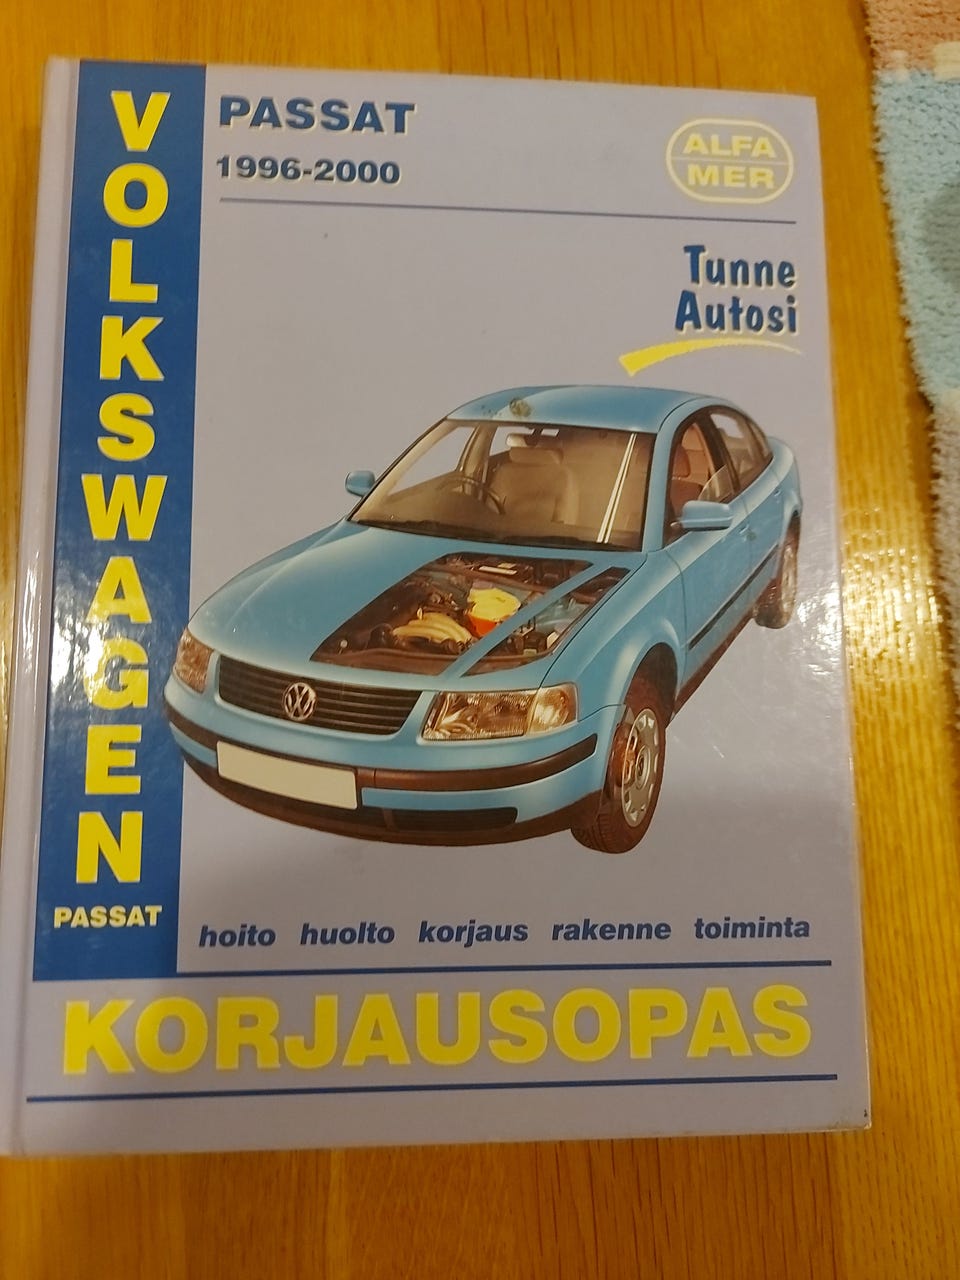 VOLKSWAGEN
PASSAT
PASSAT
1996-2000
ALFA
MER
Tunne
Autosi
hoito huolto korjaus rakenne toiminta
KORJAUSOPAS